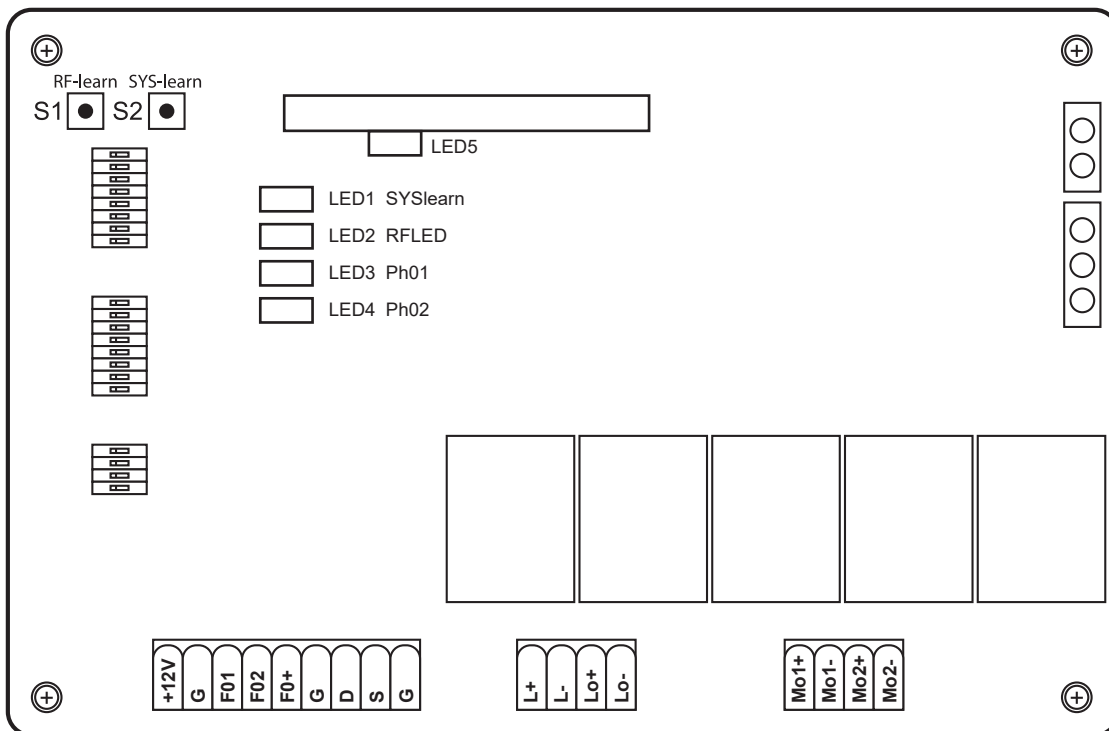 RF-learn SYS-learn
S1 S2
LED5
LED1 SYSlearn
LED2 RFLED
LED3 Ph01
LED4 Ph02
+12V G F01 F02 F0+ G D S G
L+ L- Lo+ Lo-
Mo1+ Mo1- Mo2+ Mo2-